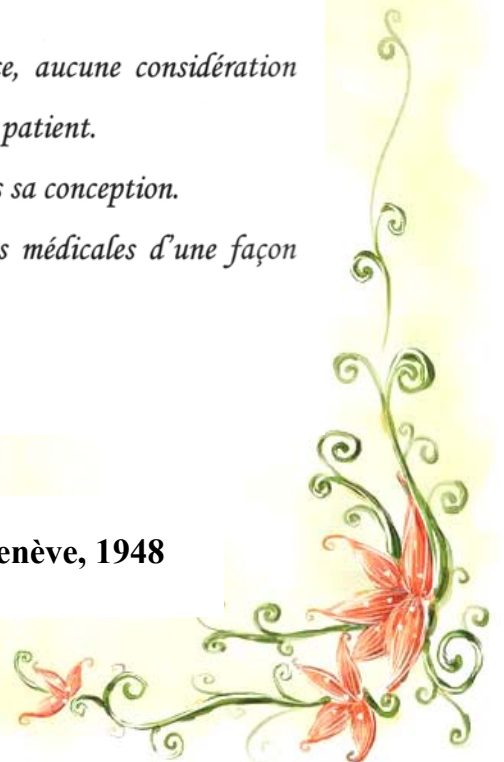 e, aucune considération
patient.
s sa conception.
s médicales d'une façon
enève, 1948